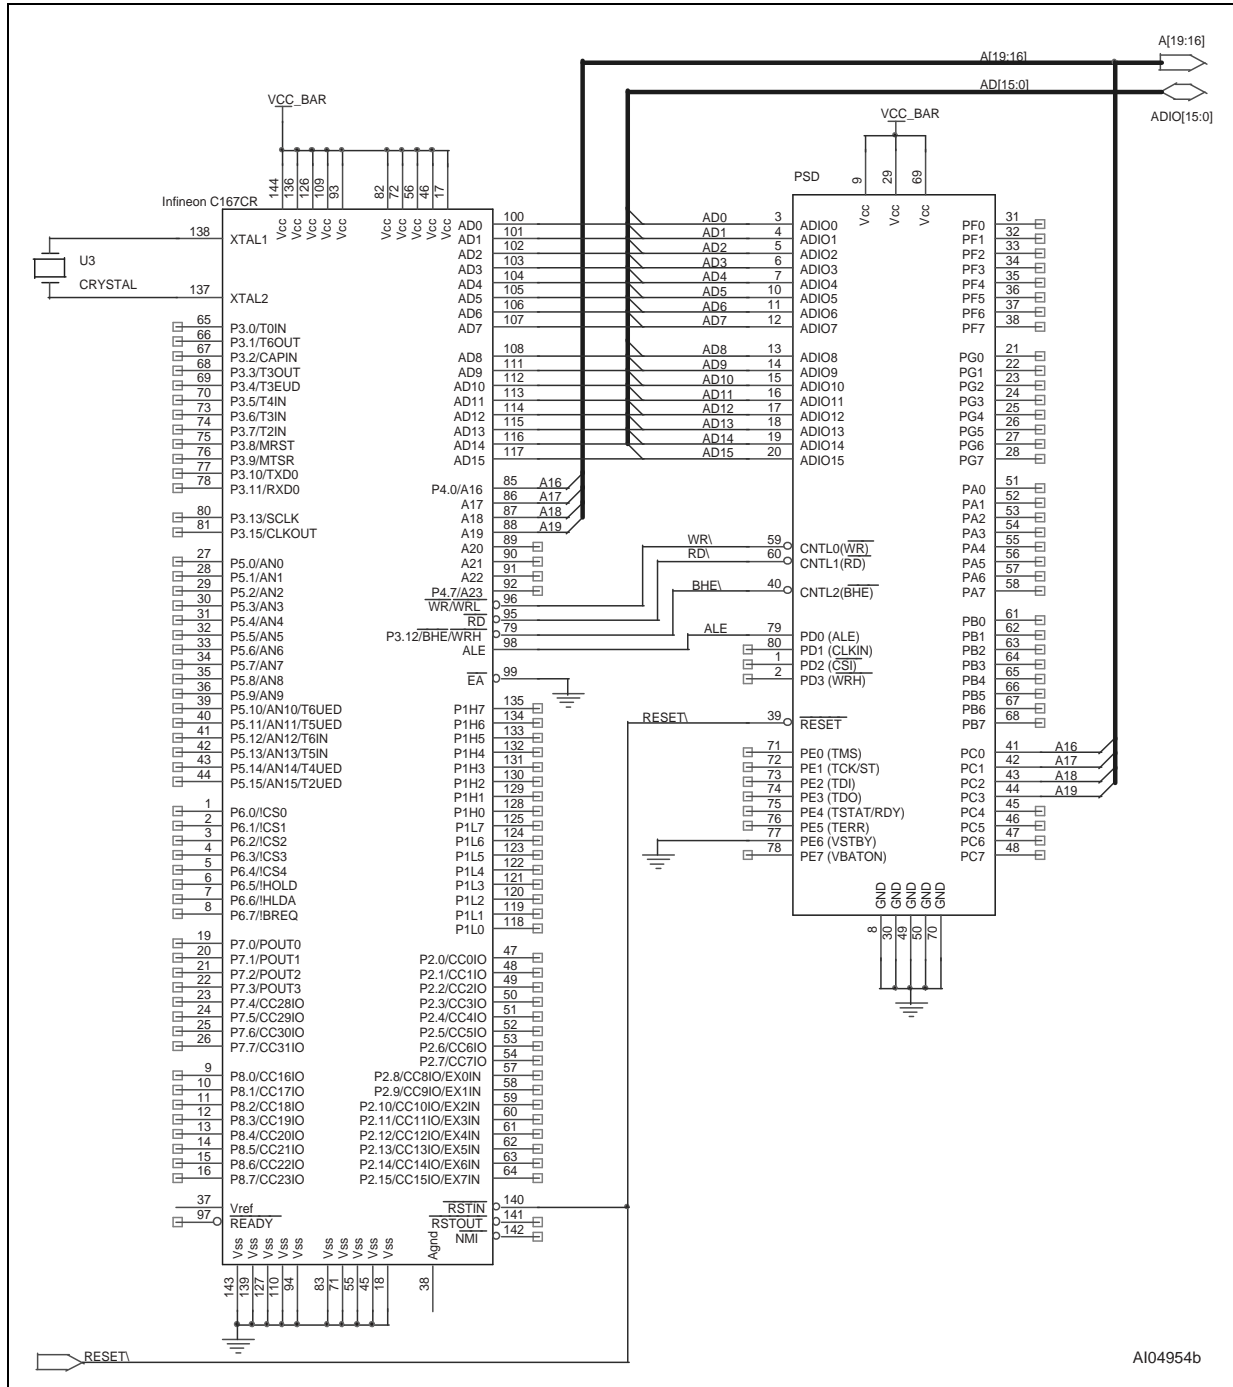 A[19:16]
A[19:16]
AD[15:0]
ADIO[15:0]
VCC_BAR
VCC_BAR
Infineon C167CR
144 136 126 109 93 82 72 56 46 17
Vcc Vcc Vcc Vcc Vcc Vcc Vcc Vcc Vcc Vcc
PSD
9 29 69
Vcc Vcc Vcc
138 XTAL1
U3
CRYSTAL
137 XTAL2
65 P3.0/T0IN
66 P3.1/T6OUT
67 P3.2/CAPIN
68 P3.3/T3OUT
69 P3.4/T3EUD
70 P3.5/T4IN
73 P3.6/T3IN
74 P3.7/T2IN
75 P3.8/MRST
76 P3.9/MTSR
77 P3.10/TXD0
78 P3.11/RXD0
80 P3.13/SCLK
81 P3.15/CLKOUT
27 P5.0/AN0
28 P5.1/AN1
29 P5.2/AN2
30 P5.3/AN3
31 P5.4/AN4
32 P5.5/AN5
33 P5.6/AN6
34 P5.7/AN7
35 P5.8/AN8
36 P5.9/AN9
39 P5.10/AN10/T6UED
40 P5.11/AN11/T5UED
41 P5.12/AN12/T6IN
42 P5.13/AN13/T5IN
43 P5.14/AN14/T4UED
44 P5.15/AN15/T2UED
1 P6.0/!CS0
2 P6.1/!CS1
3 P6.2/!CS2
4 P6.3/!CS3
5 P6.4/!CS4
6 P6.5/!HOLD
7 P6.6/!HLDA
8 P6.7/!BREQ
19 P7.0/POUT0
20 P7.1/POUT1
21 P7.2/POUT2
22 P7.3/POUT3
23 P7.4/CC28IO
24 P7.5/CC29IO
25 P7.6/CC30IO
26 P7.7/CC31IO
9 P8.0/CC16IO
10 P8.1/CC17IO
11 P8.2/CC18IO
12 P8.3/CC19IO
13 P8.4/CC20IO
14 P8.5/CC21IO
15 P8.6/CC22IO
16 P8.7/CC23IO
37 Vref
97 READY
AD0 100
AD1 101
AD2 102
AD3 103
AD4 104
AD5 105
AD6 106
AD7 107
AD8 108
AD9 111
AD10 112
AD11 113
AD12 114
AD13 115
AD14 116
AD15 117
P4.0/A16 85 A16
A17 86 A17
A18 87 A18
A19 88 A19
A20 89
A21 90
A22 91
P4.7/A23 92
WR/WRL 96
RD 95
P3.12/BHE/WRH 79
ALE 98
EA 99
P1H7 135
P1H6 134
P1H5 133
P1H4 132
P1H3 131
P1H2 130
P1H1 129
P1H0 128
P1L7 125
P1L6 124
P1L5 123
P1L4 122
P1L3 121
P1L2 120
P1L1 119
P1L0 118
P2.0/CC0IO 47
P2.1/CC1IO 48
P2.2/CC2IO 49
P2.3/CC3IO 50
P2.4/CC4IO 51
P2.5/CC5IO 52
P2.6/CC6IO 53
P2.7/CC7IO 54
P2.8/CC8IO/EX0IN 57
P2.9/CC9IO/EX1IN 58
P2.10/CC10IO/EX2IN 59
P2.11/CC11IO/EX3IN 60
P2.12/CC12IO/EX4IN 61
P2.13/CC13IO/EX5IN 62
P2.14/CC14IO/EX6IN 63
P2.15/CC15IO/EX7IN 64
RSTIN 140
RSTOUT 141
NMI 142
Vss Vss Vss Vss Vss Vss Vss Vss Vss Vss Agnd
143 139 127 110 94 83 71 55 45 18 38
AD0 3 ADIO0
AD1 4 ADIO1
AD2 5 ADIO2
AD3 6 ADIO3
AD4 7 ADIO4
AD5 10 ADIO5
AD6 11 ADIO6
AD7 12 ADIO7
AD8 13 ADIO8
AD9 14 ADIO9
AD10 15 ADIO10
AD11 16 ADIO11
AD12 17 ADIO12
AD13 18 ADIO13
AD14 19 ADIO14
AD15 20 ADIO15
WR\ 59 CNTL0(WR)
RD\ 60 CNTL1(RD)
BHE\ 40 CNTL2(BHE)
ALE 79 PD0 (ALE)
80 PD1 (CLKIN)
1 PD2 (CSI)
2 PD3 (WRH)
RESET\ 39 RESET
71 PE0 (TMS)
72 PE1 (TCK/ST)
73 PE2 (TDI)
74 PE3 (TDO)
75 PE4 (TSTAT/RDY)
76 PE5 (TERR)
77 PE6 (VSTBY)
78 PE7 (VBATON)
PF0 31
PF1 32
PF2 33
PF3 34
PF4 35
PF5 36
PF6 37
PF7 38
PG0 21
PG1 22
PG2 23
PG3 24
PG4 25
PG5 26
PG6 27
PG7 28
PA0 51
PA1 52
PA2 53
PA3 54
PA4 55
PA5 56
PA6 57
PA7 58
PB0 61
PB1 62
PB2 63
PB3 64
PB4 65
PB5 66
PB6 67
PB7 68
PC0 41 A16
PC1 42 A17
PC2 43 A18
PC3 44 A19
PC4 45
PC5 46
PC6 47
PC7 48
GND GND GND GND GND
8 30 49 50 70
RESET\
AI04954b